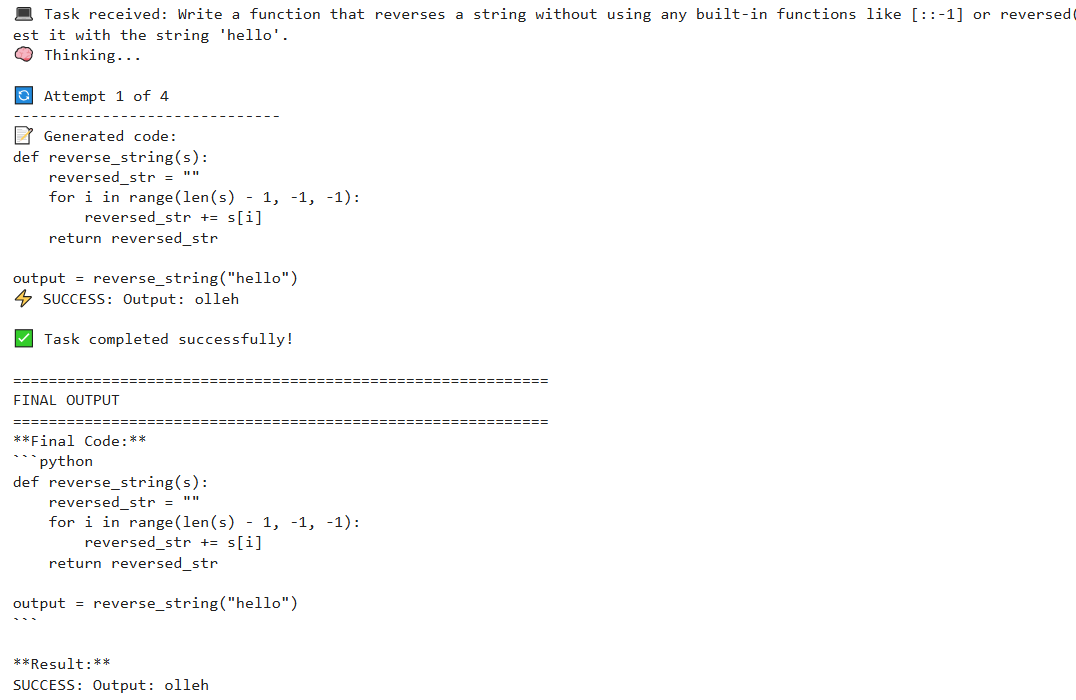 💻 Task received: Write a function that reverses a string without using any built-in functions like [::-1] or reversed(
est it with the string 'hello'.
🧠 Thinking...
🔄 Attempt 1 of 4
------------------------------
📝 Generated code:
def reverse_string(s):
    reversed_str = ""
    for i in range(len(s) - 1, -1, -1):
        reversed_str += s[i]
    return reversed_str
output = reverse_string("hello")
⚡ SUCCESS: Output: olleh
✅ Task completed successfully!
============================================================
FINAL OUTPUT
============================================================
**Final Code:**
```python
def reverse_string(s):
    reversed_str = ""
    for i in range(len(s) - 1, -1, -1):
        reversed_str += s[i]
    return reversed_str
output = reverse_string("hello")
```
**Result:**
SUCCESS: Output: olleh